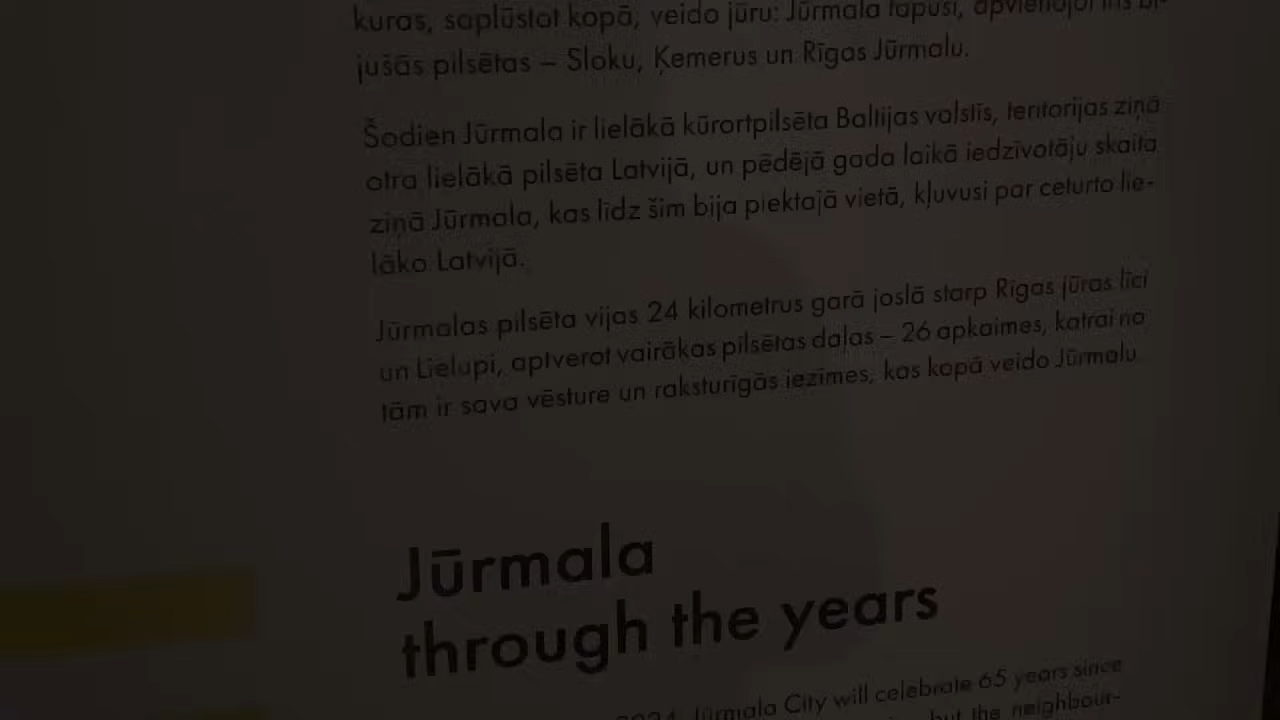 kuras, saplūstot kopā, veido jūru: Jūrmala tapusi, apvienojot trīs bi-
jušās pilsētas – Sloku, Ķemerus un Rīgas Jūrmalu.
Šodien Jūrmala ir lielākā kūrortpilsēta Baltijas valstīs, teritorijas ziņā
otra lielākā pilsēta Latvijā, un pēdējā gada laikā iedzīvotāju skaita
ziņā Jūrmala, kas līdz šim bija piektajā vietā, kļuvusi par ceturto lie-
lāko Latvijā.
Jūrmalas pilsēta vijas 24 kilometrus garā joslā starp Rīgas jūras līci
un Lielupi, aptverot vairākas pilsētas daļas – 26 apkaimes, katrai no
tām ir sava vēsture un raksturīgās iezīmes, kas kopā veido Jūrmalu.
Jūrmala
through the years
2024, Jūrmala City will celebrate 65 years since
but the neighbour-